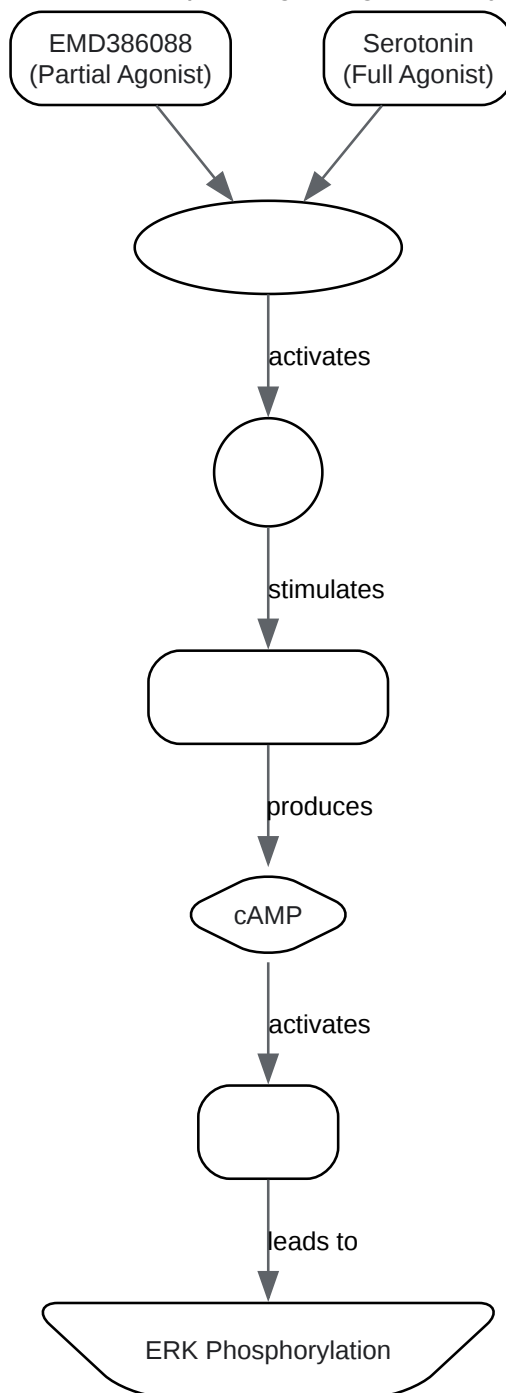 EMD386088
(Partial Agonist)
Serotonin
(Full Agonist)
activates
stimulates
produces
cAMP
activates
leads to
ERK Phosphorylation